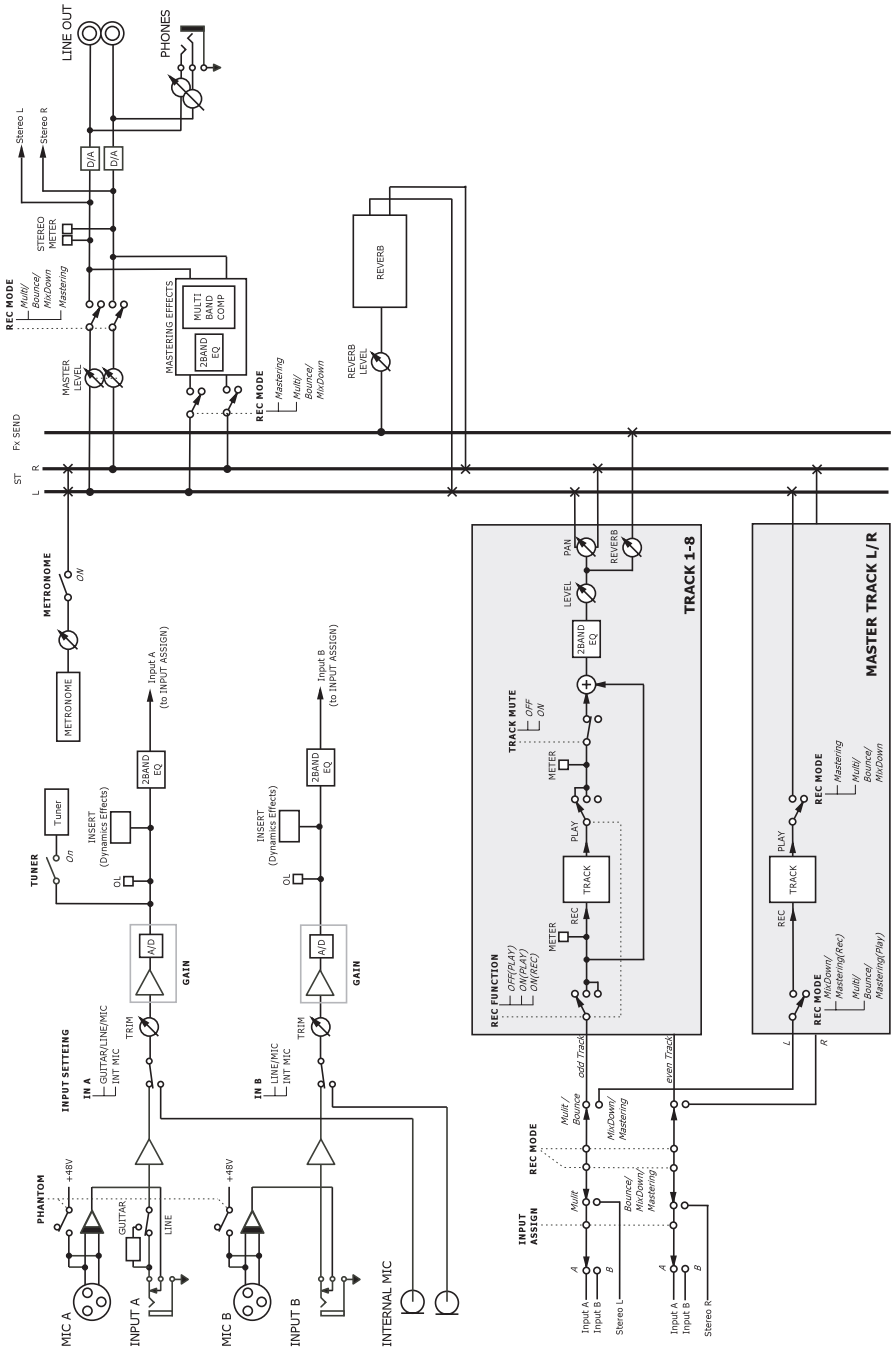 MIC A
INPUT A
MIC B
INPUT B
INTERNAL MIC
PHANTOM
+48V
GUITAR
LINE
+48V
INPUT SETTEING
IN A
GUITAR/LINE/MIC
INT MIC
TRIM
GAIN
A/D
IN B
LINE/MIC
INT MIC
TRIM
GAIN
A/D
TUNER
On
Tuner
OL
INSERT
(Dynamics Effects)
2BAND
EQ
Input A
(to INPUT ASSIGN)
OL
INSERT
(Dynamics Effects)
2BAND
EQ
Input B
(to INPUT ASSIGN)
METRONOME
METRONOME
ON
ST
L
R
Fx SEND
MASTER
LEVEL
REC MODE
Multi/
Bounce/
MixDown
Mastering
STEREO
METER
Stereo L
Stereo R
D/A
D/A
LINE OUT
PHONES
MASTERING EFFECTS
2BAND
EQ
MULTI
BAND
COMP
REC MODE
Mastering
Multi/
Bounce/
MixDown
REVERB
LEVEL
REVERB
INPUT
ASSIGN
REC MODE
Input A
Input B
Stereo L
A
B
Mulit
Mulit /
Bounce
Bounce/
MixDown/
Mastering
MixDown/
Mastering
Input A
Input B
Stereo R
A
B
odd Track
even Track
L
R
REC FUNCTION
OFF(PLAY)
ON(PLAY)
ON(REC)
METER
REC
TRACK
PLAY
METER
TRACK MUTE
OFF
ON
+
2BAND
EQ
LEVEL
PAN
REVERB
TRACK 1-8
REC MODE
MixDown/
Mastering(Rec)
Multi/
Bounce/
Mastering(Play)
REC
TRACK
PLAY
REC MODE
Mastering
Multi/
Bounce/
MixDown
MASTER TRACK L/R